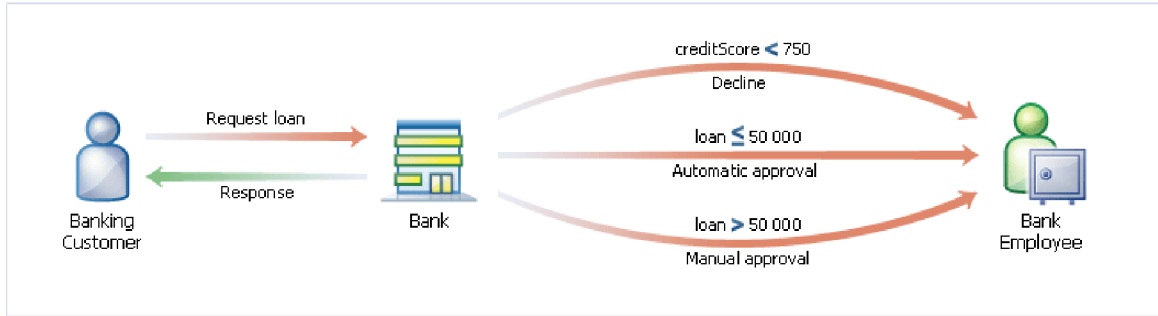 creditScore < 750
Decline
Request loan
loan ≤ 50 000
Automatic approval
Response
Banking
Customer
Bank
loan > 50 000
Manual approval
Bank
Employee